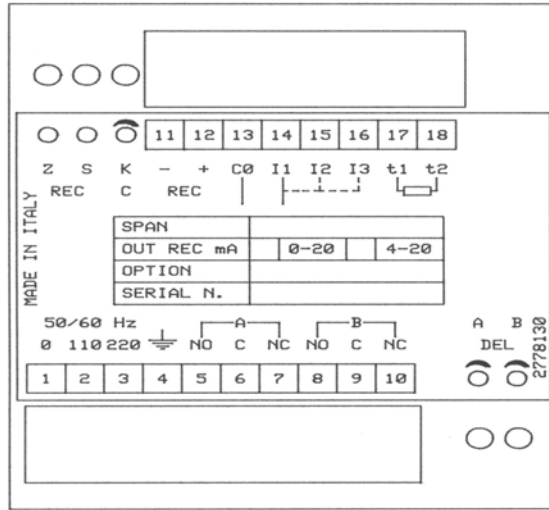 11 12 13 14 15 16 17 18
Z S K - + C0 I1 I2 I3 t1 t2
REC C REC
MADE IN ITALY
SPAN
OUT REC mA 0-20 4-20
OPTION
SERIAL N.
50/60 Hz A B A B
0 110 220 NO C NC NO C NC DEL
1 2 3 4 5 6 7 8 9 10
2778130